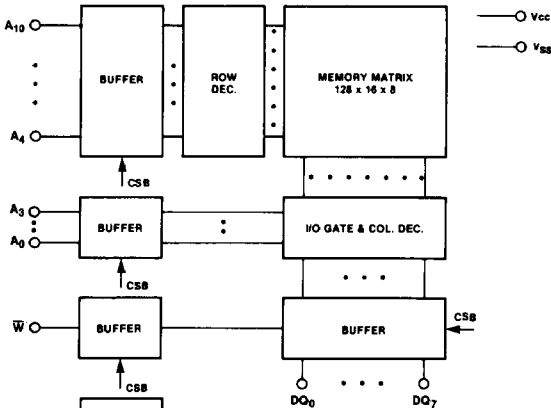 A10
BUFFER
ROW
DEC.
MEMORY MATRIX
128 x 16 x 8
Vcc
VSS
A4
CSB
A3
A0
BUFFER
I/O GATE & COL. DEC.
CSB
W
BUFFER
BUFFER
CSB
CSB
DQ0
DQ7